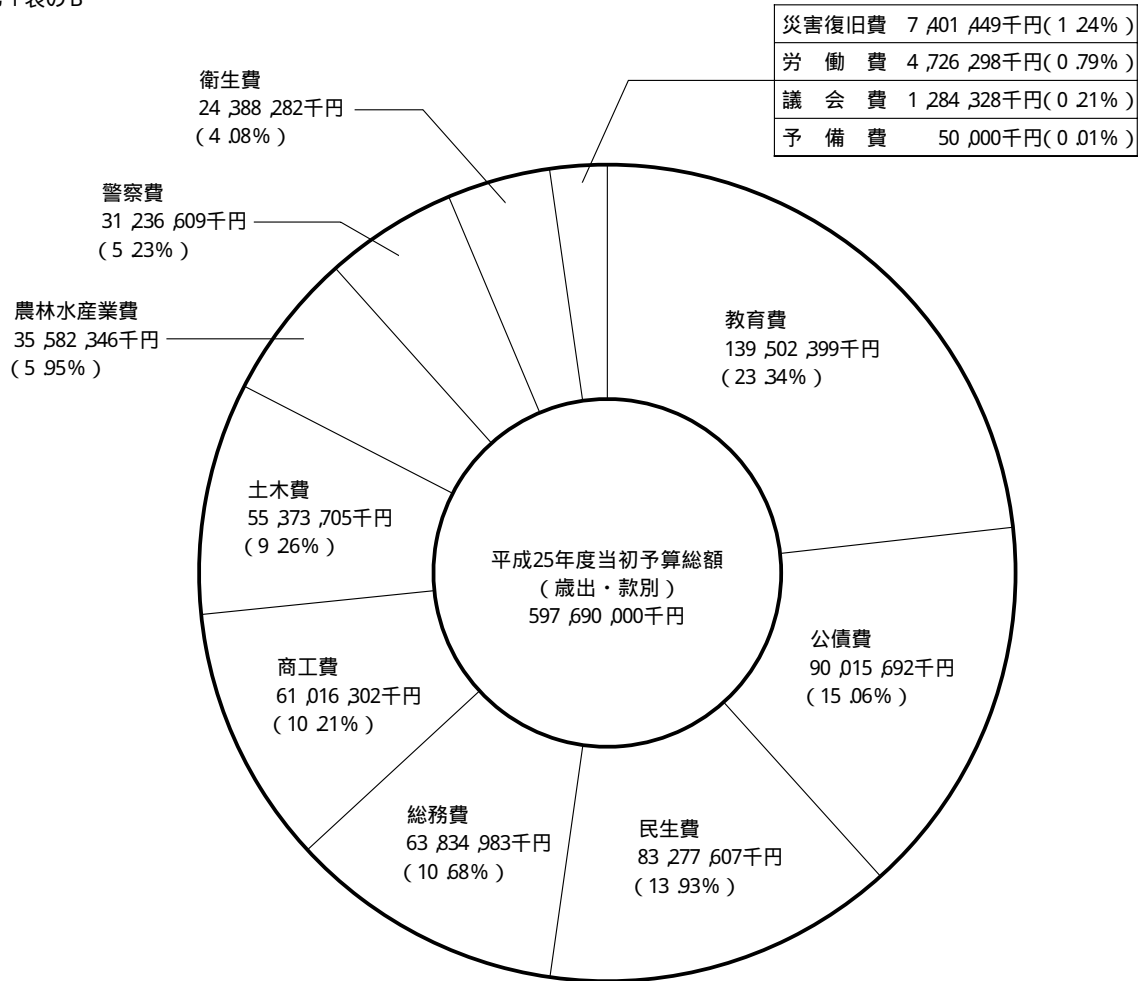 災害復旧費 7,401,449千円(1.24%)
労働費 4,726,298千円(0.79%)
議会費 1,284,328千円(0.21%)
予備費 50,000千円(0.01%)
衛生費
24,388,282千円
(4.08%)
警察費
31,236,609千円
(5.23%)
農林水産業費
35,582,346千円
(5.95%)
教育費
139,502,399千円
(23.34%)
土木費
55,373,705千円
(9.26%)
平成25年度当初予算総額
(歳出・款別)
597,690,000千円
公債費
90,015,692千円
(15.06%)
商工費
61,016,302千円
(10.21%)
総務費
63,834,983千円
(10.68%)
民生費
83,277,607千円
(13.93%)